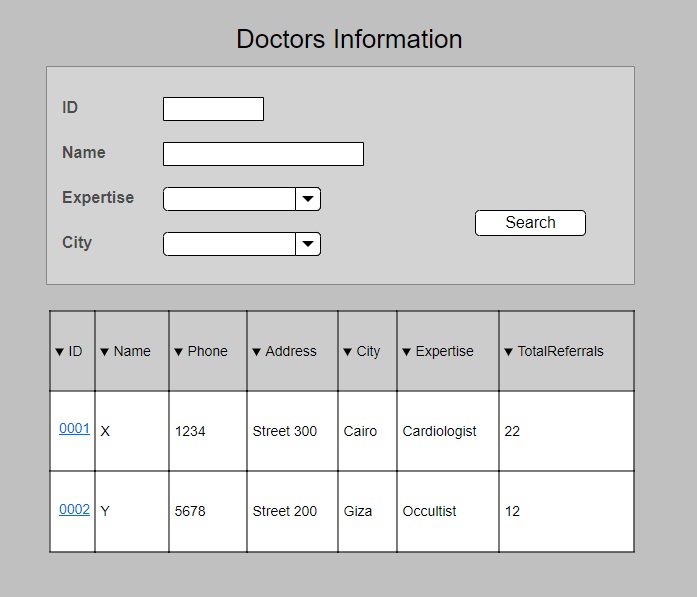 Doctors Information
ID
Name
Expertise
City
Search
ID Name Phone Address City Expertise TotalReferrals
0001 X 1234 Street 300 Cairo Cardiologist 22
0002 Y 5678 Street 200 Giza Occultist 12